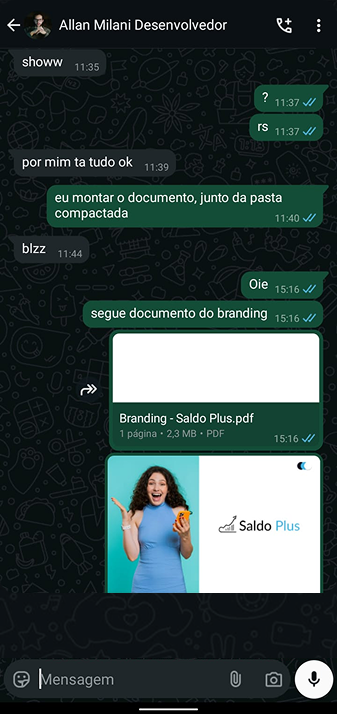 Allan Milani Desenvolvedor
showw 11:35
? 11:37
rs 11:37
por mim ta tudo ok 11:39
eu montar o documento, junto da pasta
compactada 11:40
blzz 11:44
Oie 15:16
segue documento do branding 15:16
Branding - Saldo Plus.pdf
1 página • 2,3 MB • PDF 15:16
Saldo Plus
Mensagem